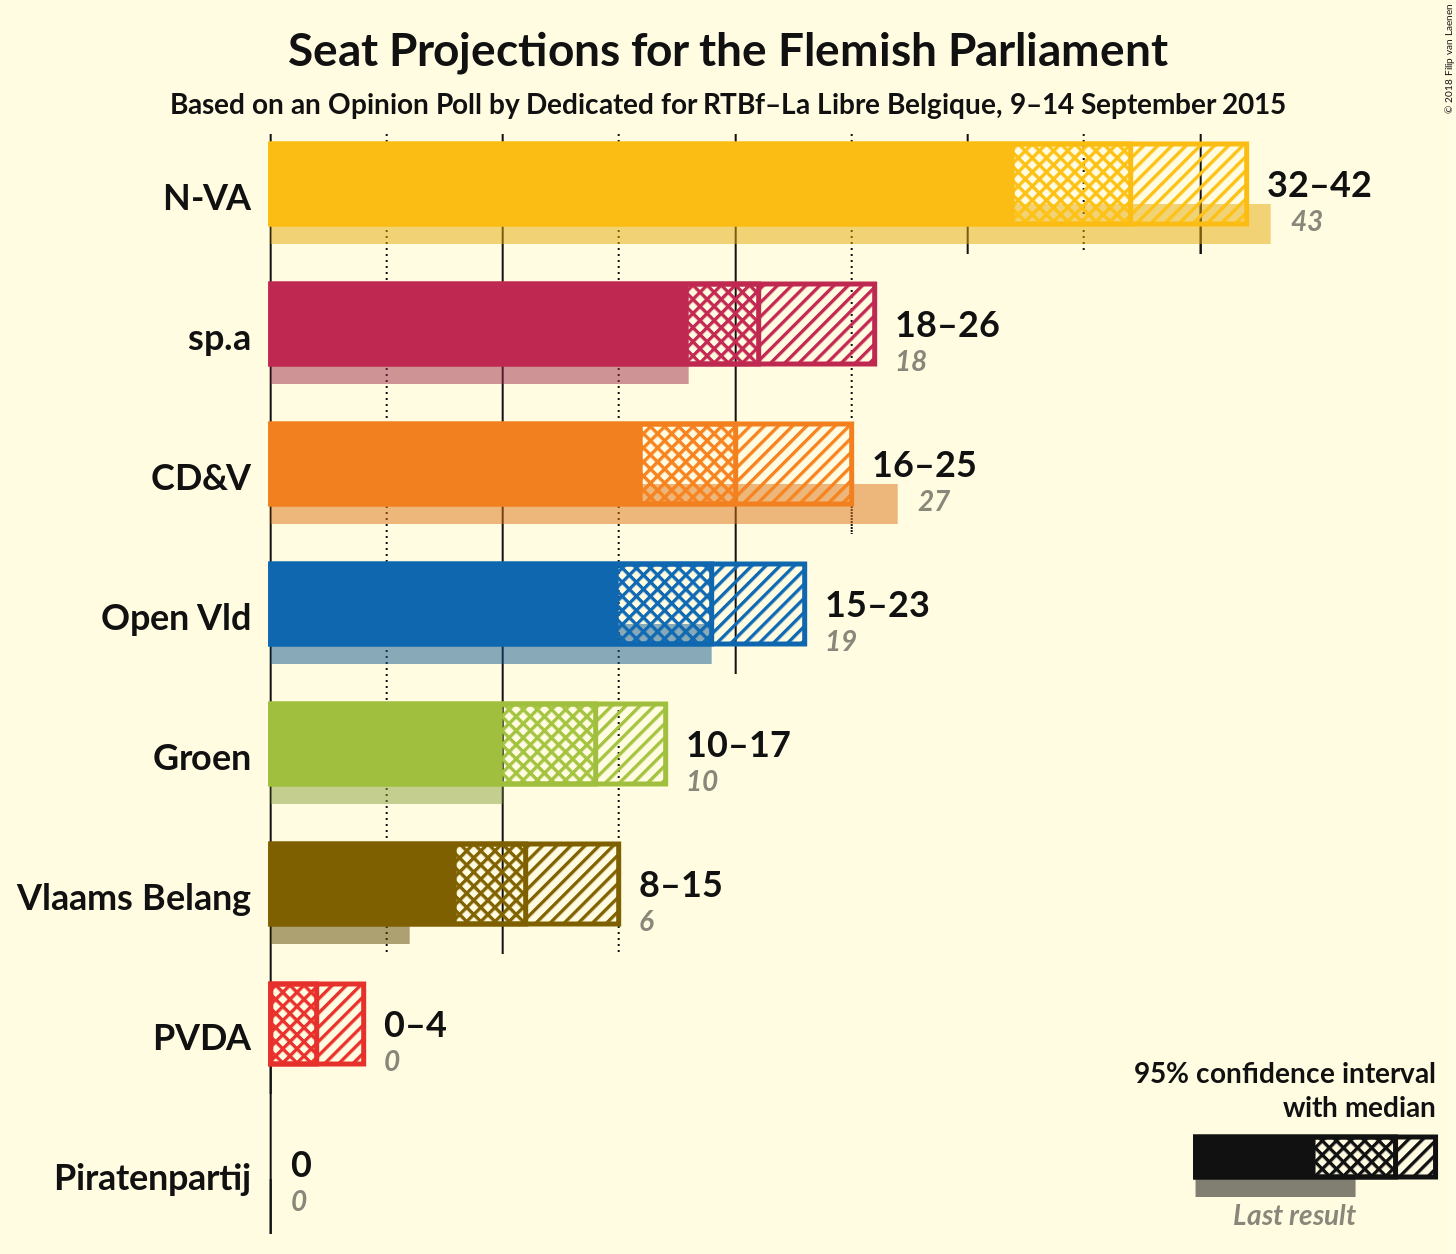 Seat Projections for the Flemish Parliament
Based on an Opinion Poll by Dedicated for RTBf–La Libre Belgique, 9–14 September 2015
© 2018 Filip van Laenen
N-VA
32–42
43
sp.a
18–26
18
CD&V
16–25
27
Open Vld
15–23
19
Groen
10–17
10
Vlaams Belang
8–15
6
PVDA
0–4
0
Piratenpartij
0
0
95% confidence interval
with median
Last result